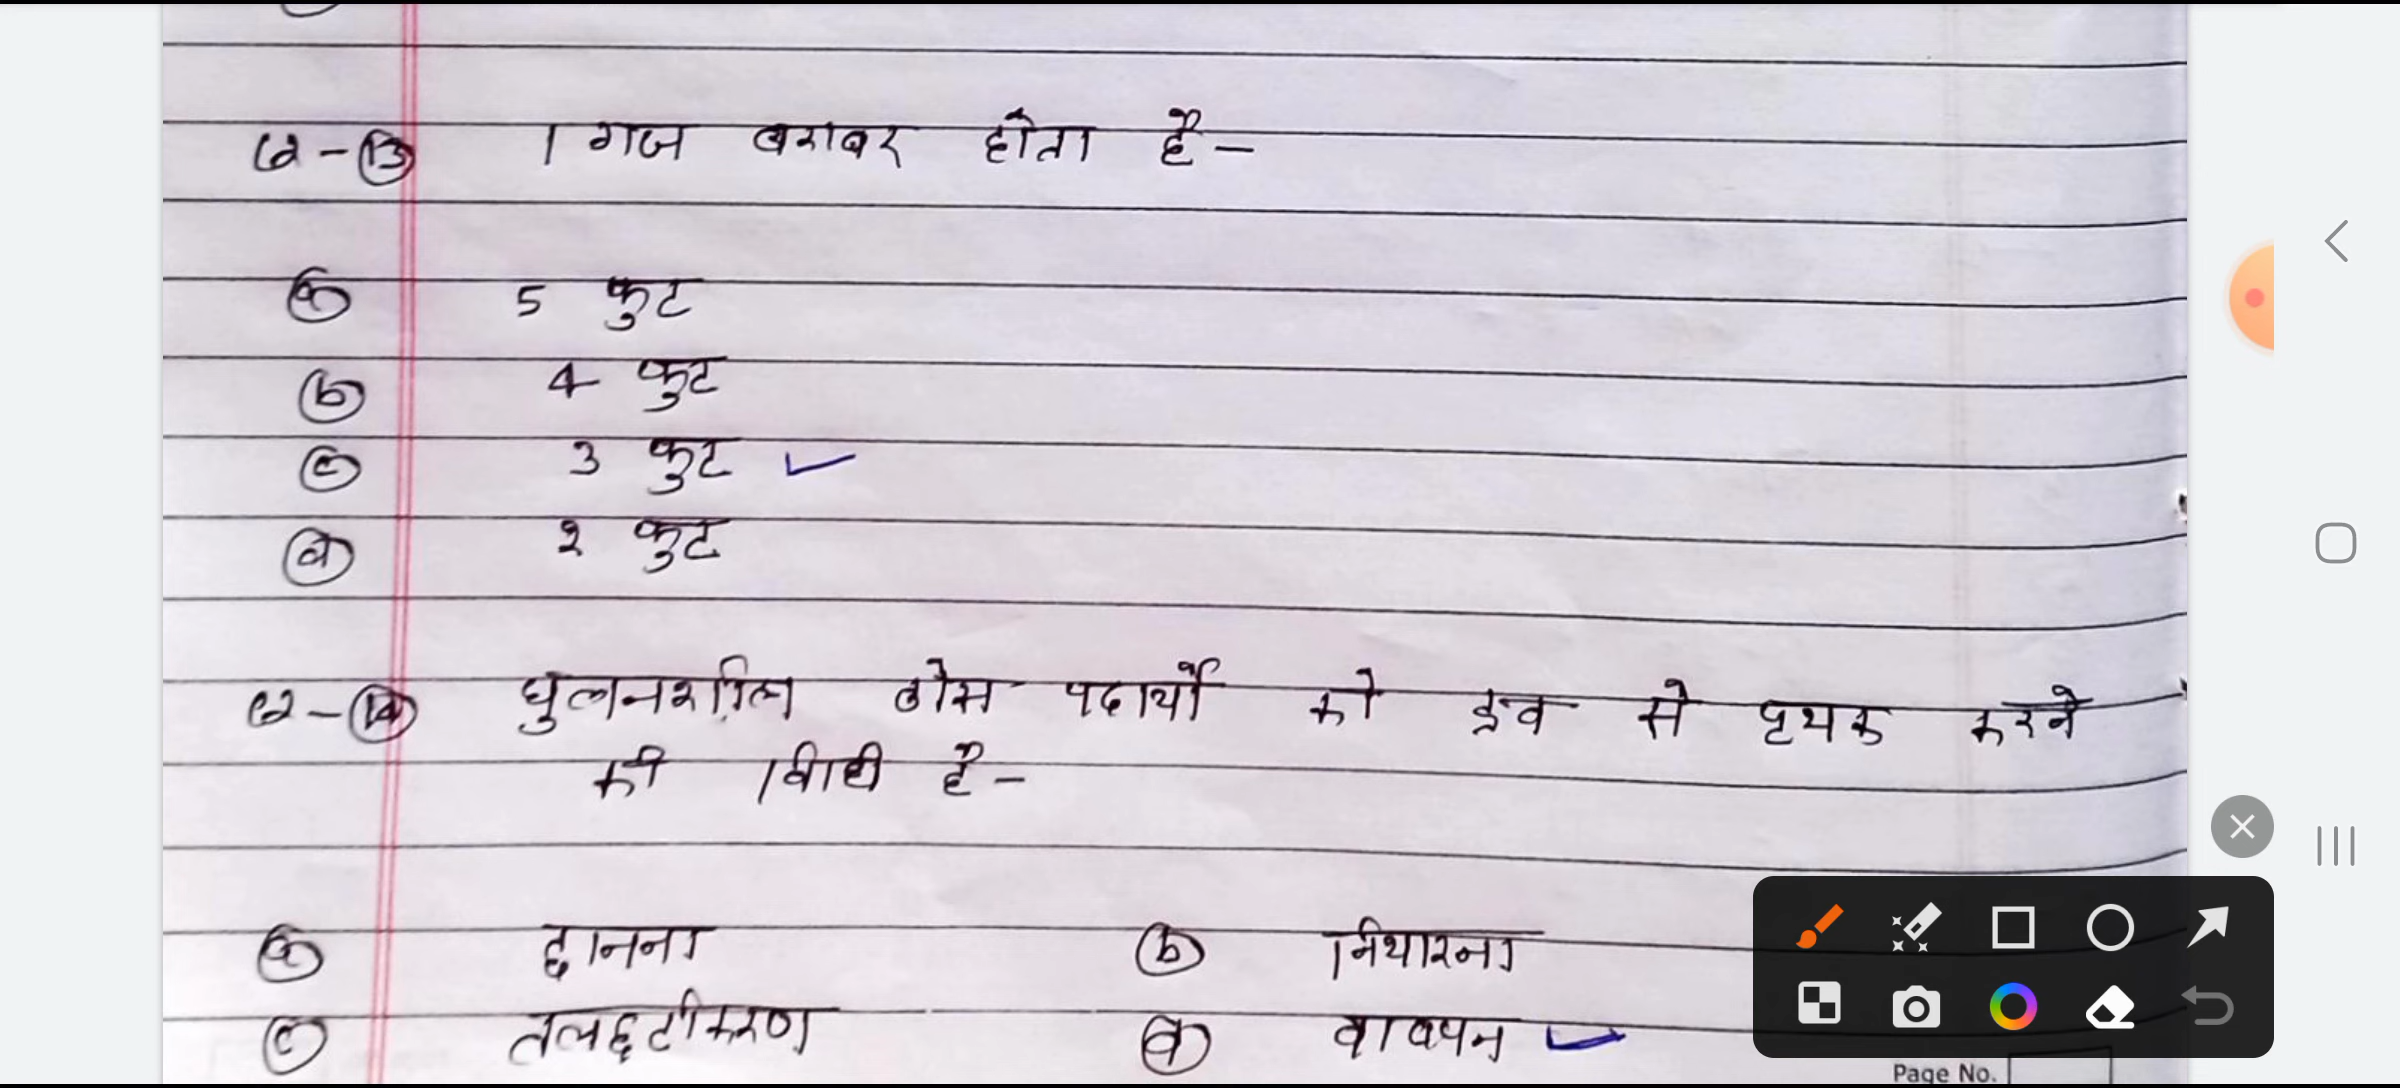 Q-13 1 गज बराबर होता है-
a 5 फुट
b 4 फुट
c 3 फुट
d 2 फुट
Q-14 घुलनशील ठोस पदार्थो को द्रव से पृथक करने
की विधी है-
a छानना b निथारना
c तलछटीकरण d वाष्पन
Page No.